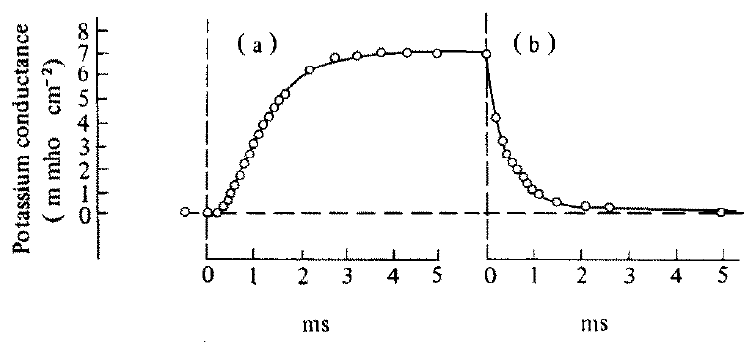 Potassium conductance
( m mho cm⁻²)
8
7
6
5
4
3
2
1
0
( a )
( b )
0 1 2 3 4 5
0 1 2 3 4 5
ms
ms